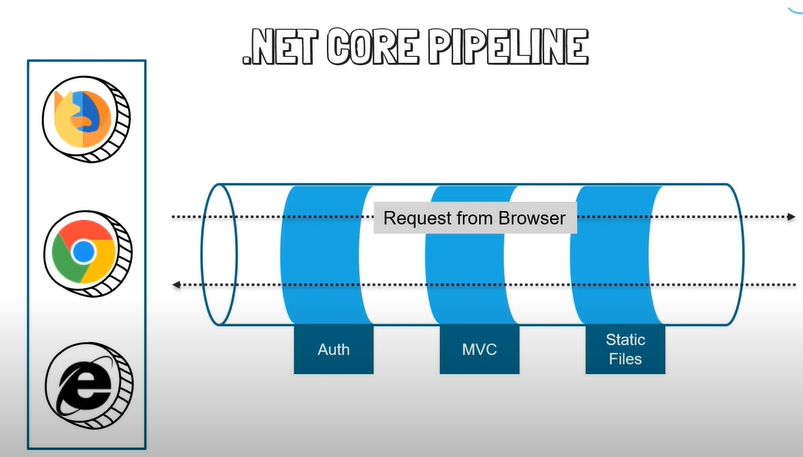 .NET CORE PIPELINE
Request from Browser
Auth
MVC
Static
Files